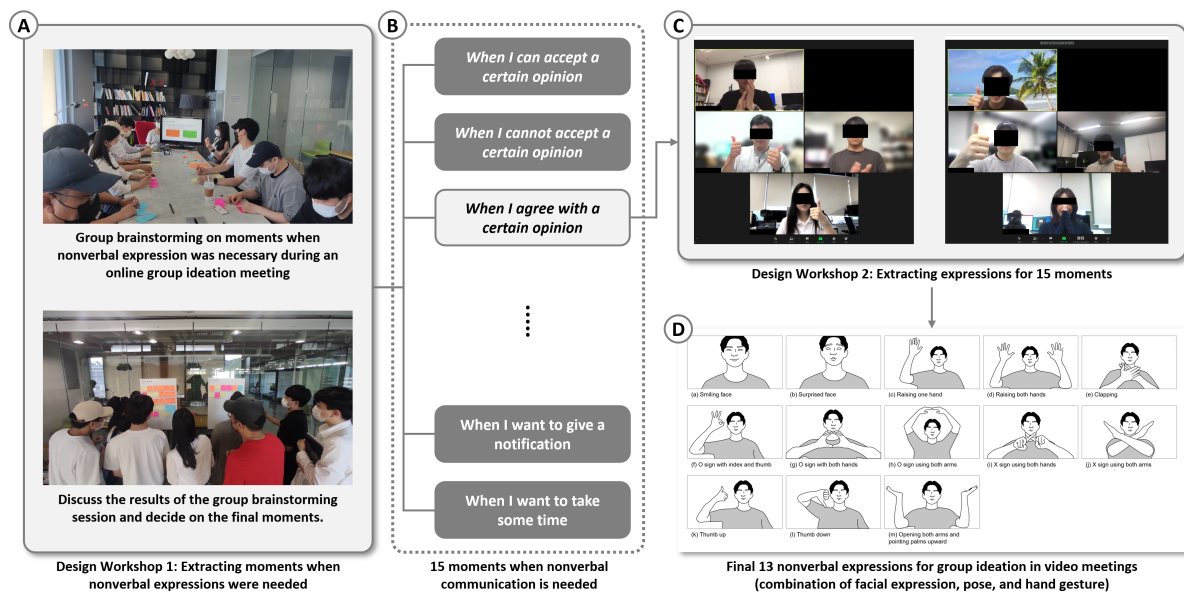 A
Group brainstorming on moments when
nonverbal expression was necessary during an
online group ideation meeting
Discuss the results of the group brainstorming
session and decide on the final moments.
Design Workshop 1: Extracting moments when
nonverbal expressions were needed
B
When I can accept a
certain opinion
When I cannot accept a
certain opinion
When I agree with a
certain opinion
When I want to give a
notification
When I want to take
some time
15 moments when nonverbal
communication is needed
C
Design Workshop 2: Extracting expressions for 15 moments
D
(a) Smiling face
(b) Surprised face
(c) Raising one hand
(d) Raising both hands
(e) Clapping
(f) O sign with index and thumb
(g) O sign with both hands
(h) O sign using both arms
(i) X sign using both hands
(j) X sign using both arms
(k) Thumb up
(l) Thumb down
(m) Opening both arms and
pointing palms upward
Final 13 nonverbal expressions for group ideation in video meetings
(combination of facial expression, pose, and hand gesture)